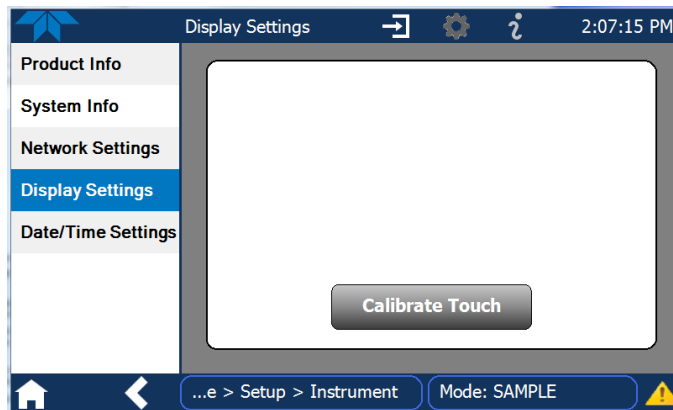 Display Settings
2:07:15 PM
Product Info
System Info
Network Settings
Display Settings
Date/Time Settings
Calibrate Touch
...e > Setup > Instrument
Mode: SAMPLE